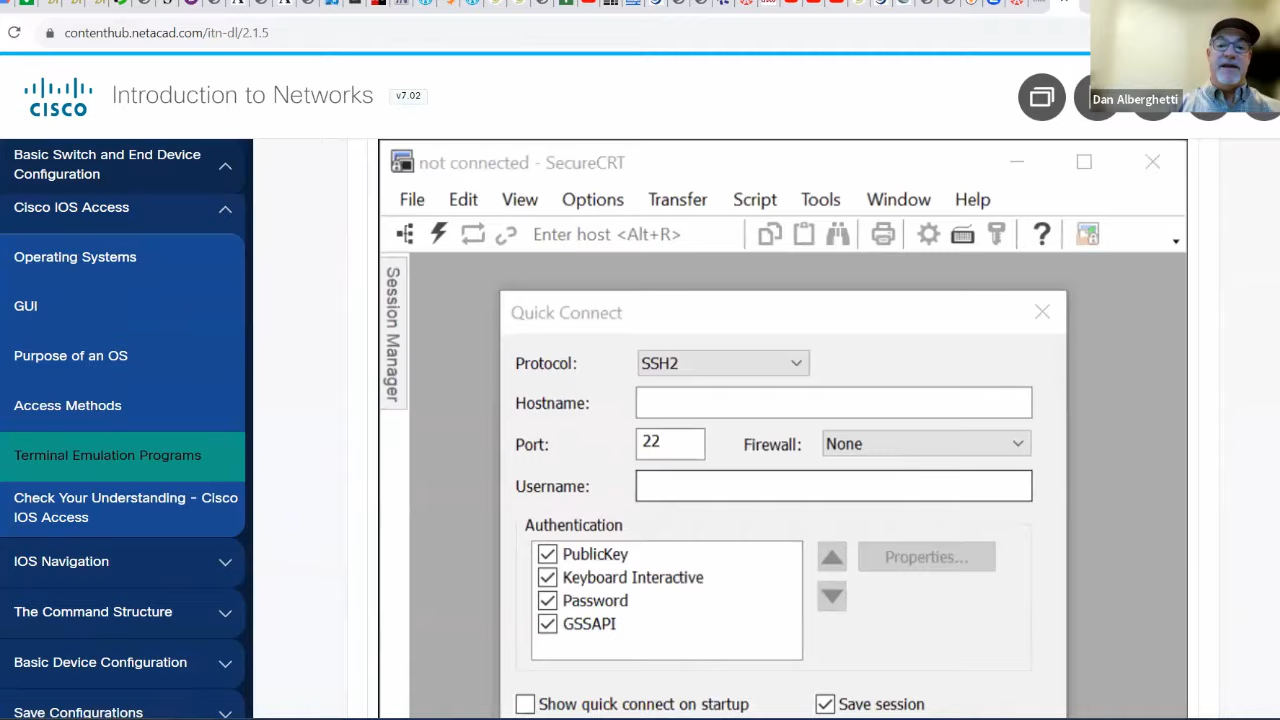 contenthub.netacad.com/itn-dl/2.1.5
CISCO
Introduction to Networks
v7.02
Dan Alberghetti
Basic Switch and End Device
Configuration
Cisco IOS Access
Operating Systems
GUI
Purpose of an OS
Access Methods
Terminal Emulation Programs
Check Your Understanding - Cisco
IOS Access
IOS Navigation
The Command Structure
Basic Device Configuration
Save Configurations
not connected - SecureCRT
File Edit View Options Transfer Script Tools Window Help
Enter host <Alt+R>
?
Session Manager
Quick Connect
Protocol: SSH2
Hostname:
Port: 22 Firewall: None
Username:
Authentication
PublicKey
Keyboard Interactive
Password
GSSAPI
Properties...
Show quick connect on startup
Save session